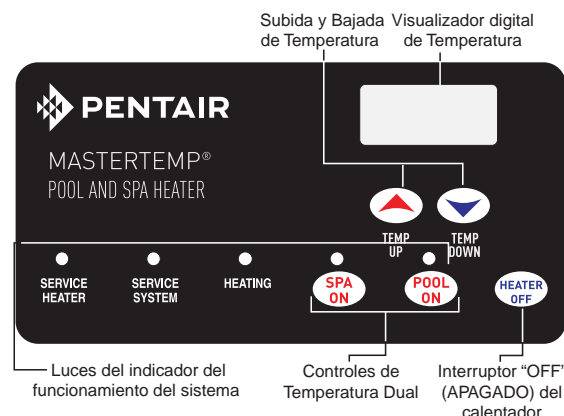 Subida y Bajada
de Temperatura
Visualizador digital
de Temperatura
PENTAIR
MASTERTEMP®
POOL AND SPA HEATER
TEMP
UP
TEMP
DOWN
SERVICE
HEATER
SERVICE
SYSTEM
HEATING
SPA
ON
POOL
ON
HEATER
OFF
Luces del indicador del
funcionamiento del sistema
Controles de
Temperatura Dual
Interruptor “OFF”
(APAGADO) del
calentador